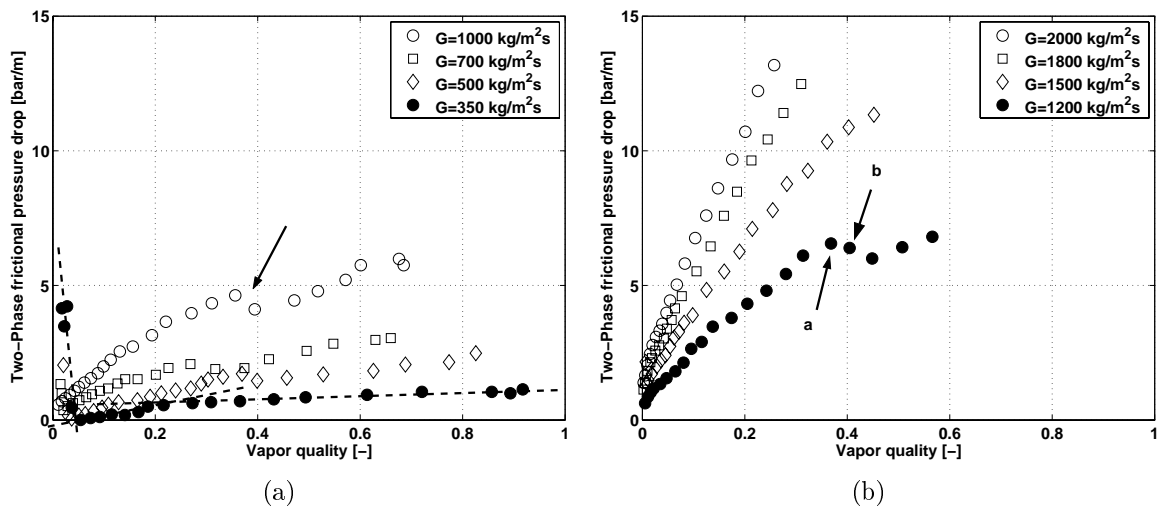 15
10
5
0
Two−Phase frictional pressure drop [bar/m]
G=1000 kg/m²s
G=700 kg/m²s
G=500 kg/m²s
G=350 kg/m²s
0 0.2 0.4 0.6 0.8 1
Vapor quality [−]
(a)
15
10
5
0
Two−Phase frictional pressure drop [bar/m]
G=2000 kg/m²s
G=1800 kg/m²s
G=1500 kg/m²s
G=1200 kg/m²s
b
a
0 0.2 0.4 0.6 0.8 1
Vapor quality [−]
(b)